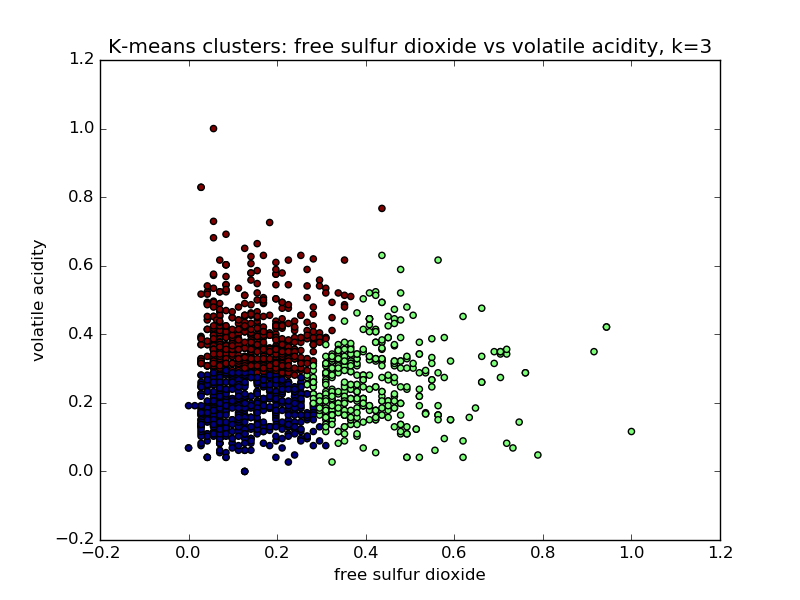 K-means clusters: free sulfur dioxide vs volatile acidity, k=3
1.2
1.0
0.8
0.6
0.4
0.2
0.0
−0.2
volatile acidity
−0.2 0.0 0.2 0.4 0.6 0.8 1.0 1.2
free sulfur dioxide